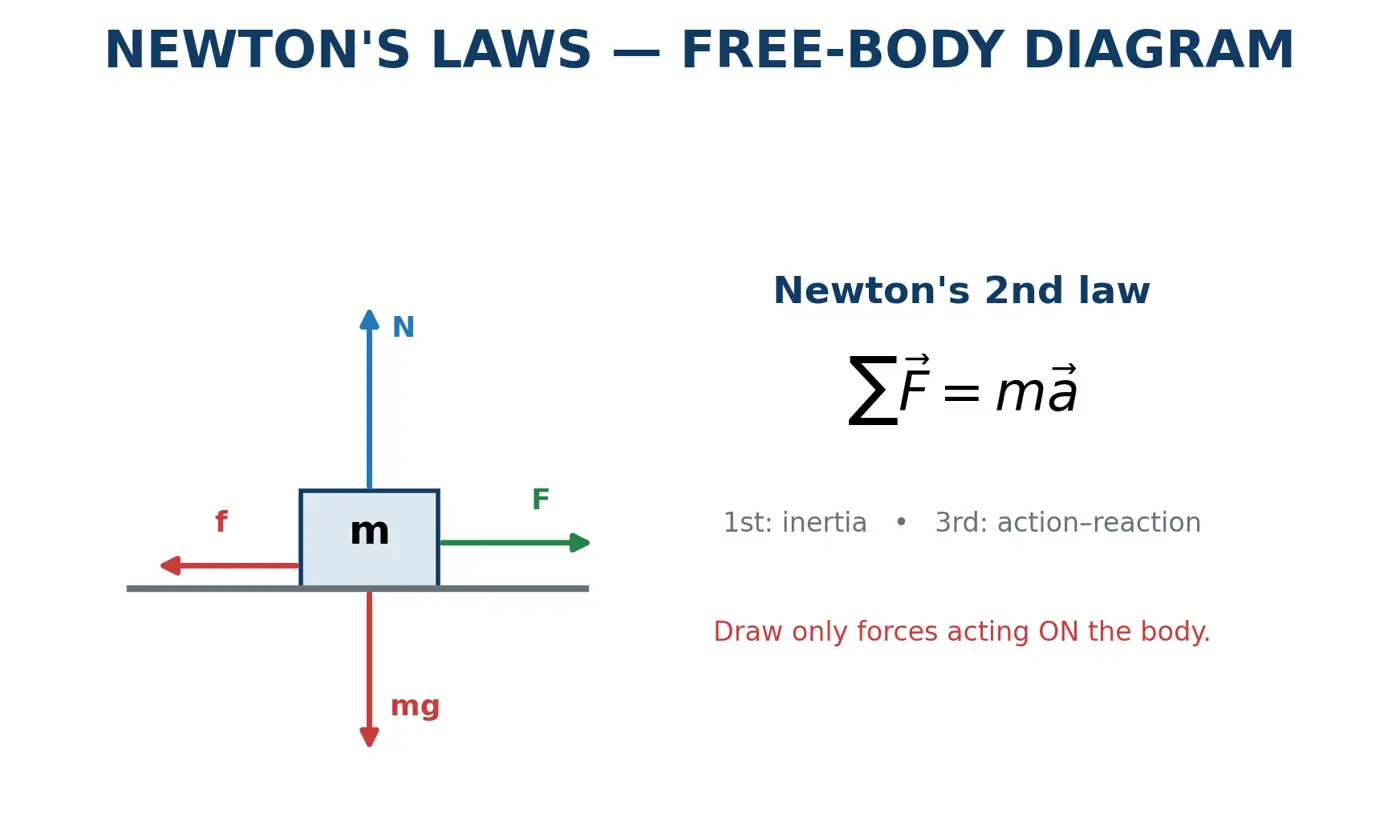 NEWTON'S LAWS — FREE-BODY DIAGRAM
N
f
m
F
mg
Newton's 2nd law
∑F⃗ = ma⃗
1st: inertia • 3rd: action–reaction
Draw only forces acting ON the body.